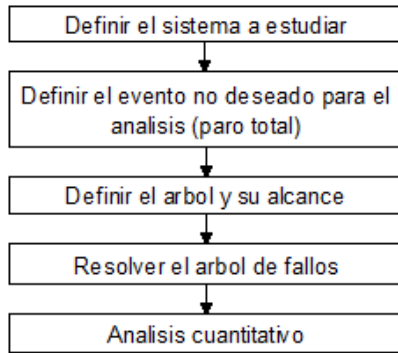 Definir el sistema a estudiar
Definir el evento no deseado para el
analisis (paro total)
Definir el arbol y su alcance
Resolver el arbol de fallos
Analisis cuantitativo